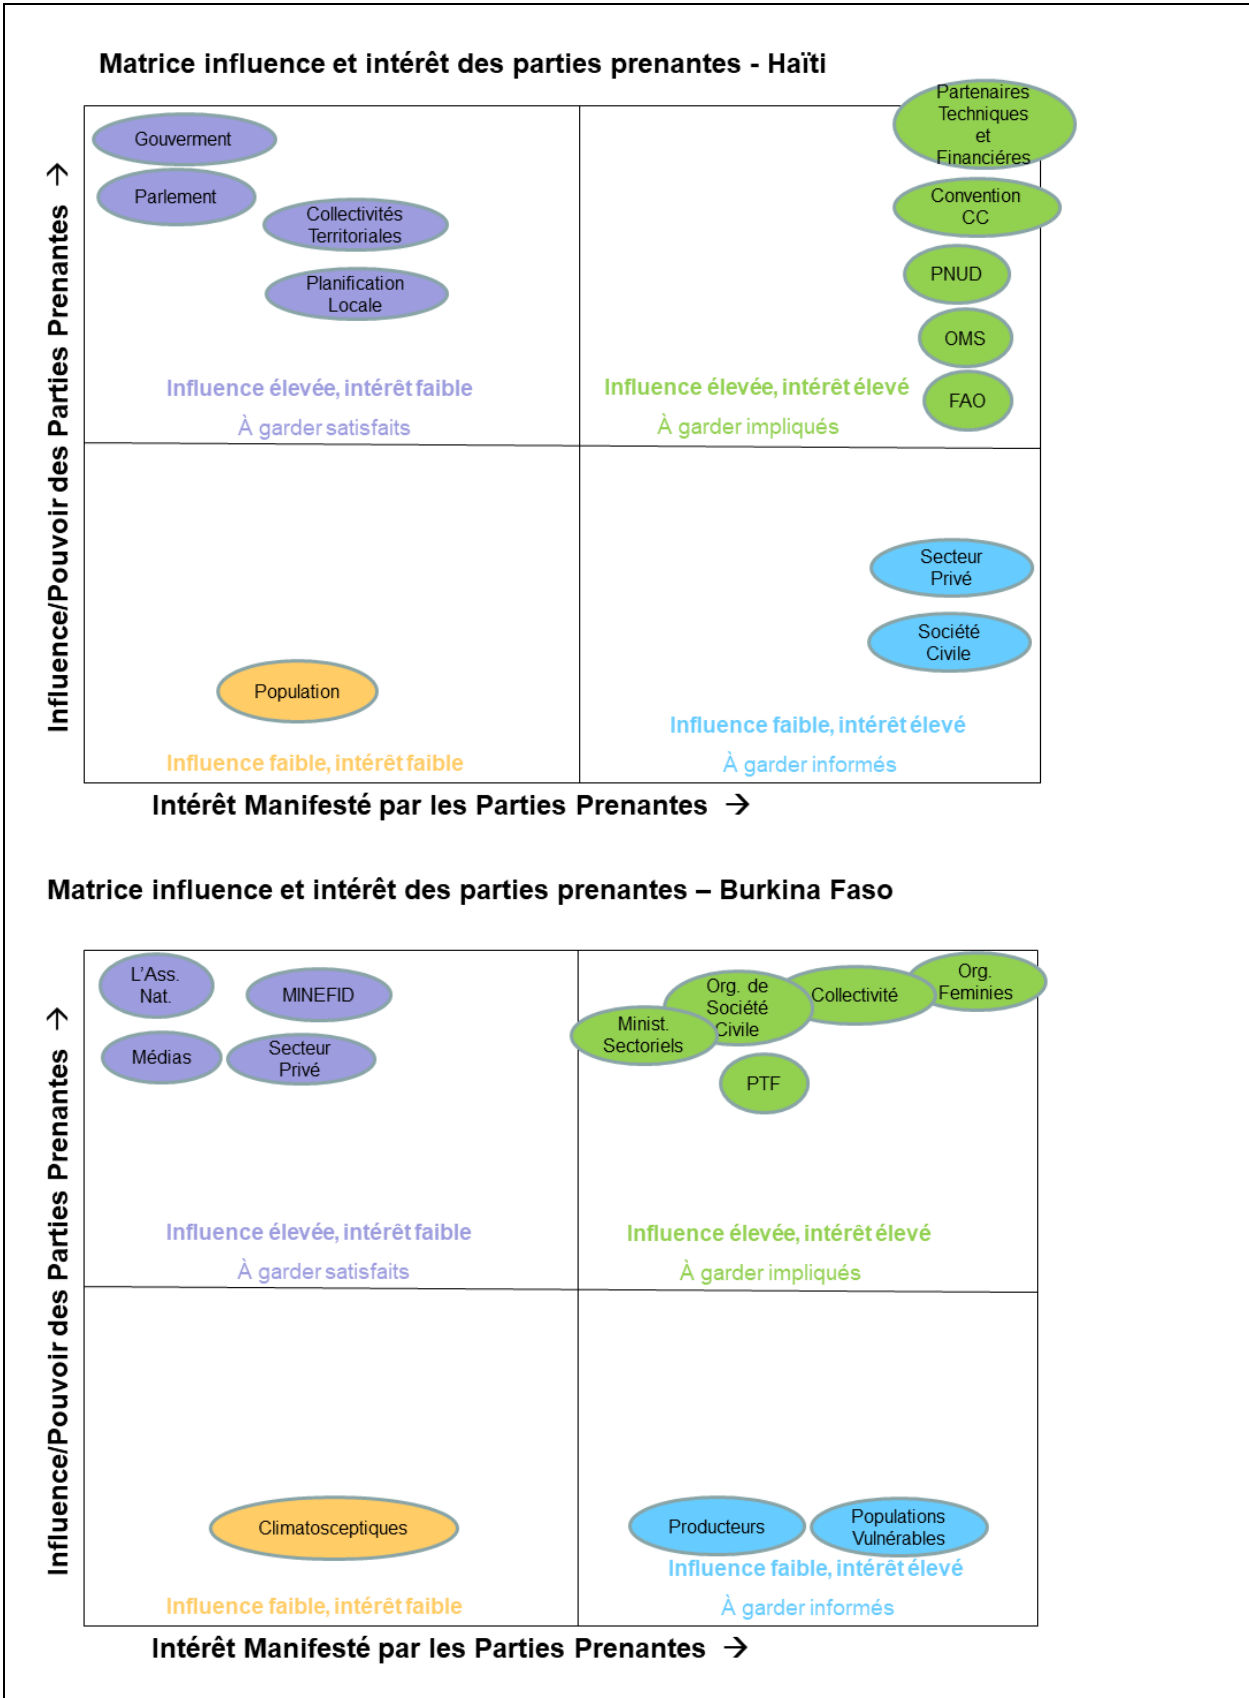 Matrice influence et intérêt des parties prenantes - Haïti
Influence/Pouvoir des Parties Prenantes →
Gouverment
Parlement
Collectivités
Territoriales
Planification
Locale
Influence élevée, intérêt faible
À garder satisfaits
Partenaires
Techniques
et
Financiéres
Convention
CC
PNUD
OMS
FAO
Influence élevée, intérêt élevé
À garder impliqués
Population
Influence faible, intérêt faible
Secteur
Privé
Société
Civile
Influence faible, intérêt élevé
À garder informés
Intérêt Manifesté par les Parties Prenantes →
Matrice influence et intérêt des parties prenantes – Burkina Faso
Influence/Pouvoir des Parties Prenantes →
L'Ass.
Nat.
MINEFID
Médias
Secteur
Privé
Influence élevée, intérêt faible
À garder satisfaits
Minist.
Sectoriels
Org. de
Société
Civile
Collectivité
Org.
Feminies
PTF
Influence élevée, intérêt élevé
À garder impliqués
Climatosceptiques
Influence faible, intérêt faible
Producteurs
Populations
Vulnérables
Influence faible, intérêt élevé
À garder informés
Intérêt Manifesté par les Parties Prenantes →